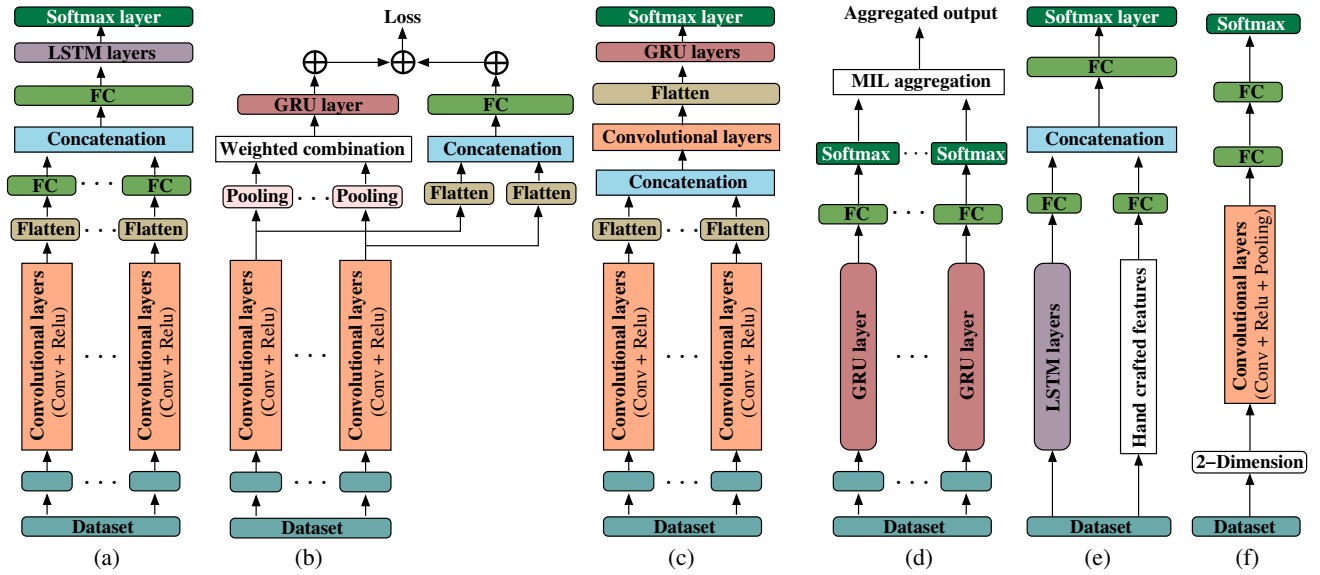 Softmax layer
LSTM layers
FC
Concatenation
FC · · · FC
Flatten · · · Flatten
Convolutional layers
(Conv + Relu)
· · ·
Convolutional layers
(Conv + Relu)
· · ·
Dataset
(a)
Loss
GRU layer
FC
Weighted combination
Concatenation
Pooling · · · Pooling
Flatten
Flatten
Convolutional layers
(Conv + Relu)
· · ·
Convolutional layers
(Conv + Relu)
· · ·
Dataset
(b)
Softmax layer
GRU layers
Flatten
Convolutional layers
Concatenation
Flatten · · · Flatten
Convolutional layers
(Conv + Relu)
· · ·
Convolutional layers
(Conv + Relu)
· · ·
Dataset
(c)
Aggregated output
MIL aggregation
Softmax · · · Softmax
FC · · · FC
GRU layer
· · ·
GRU layer
· · ·
Dataset
(d)
Softmax layer
FC
Concatenation
FC
FC
LSTM layers
Hand crafted features
Dataset
(e)
Softmax
FC
FC
Convolutional layers
(Conv + Relu + Pooling)
2−Dimension
Dataset
(f)